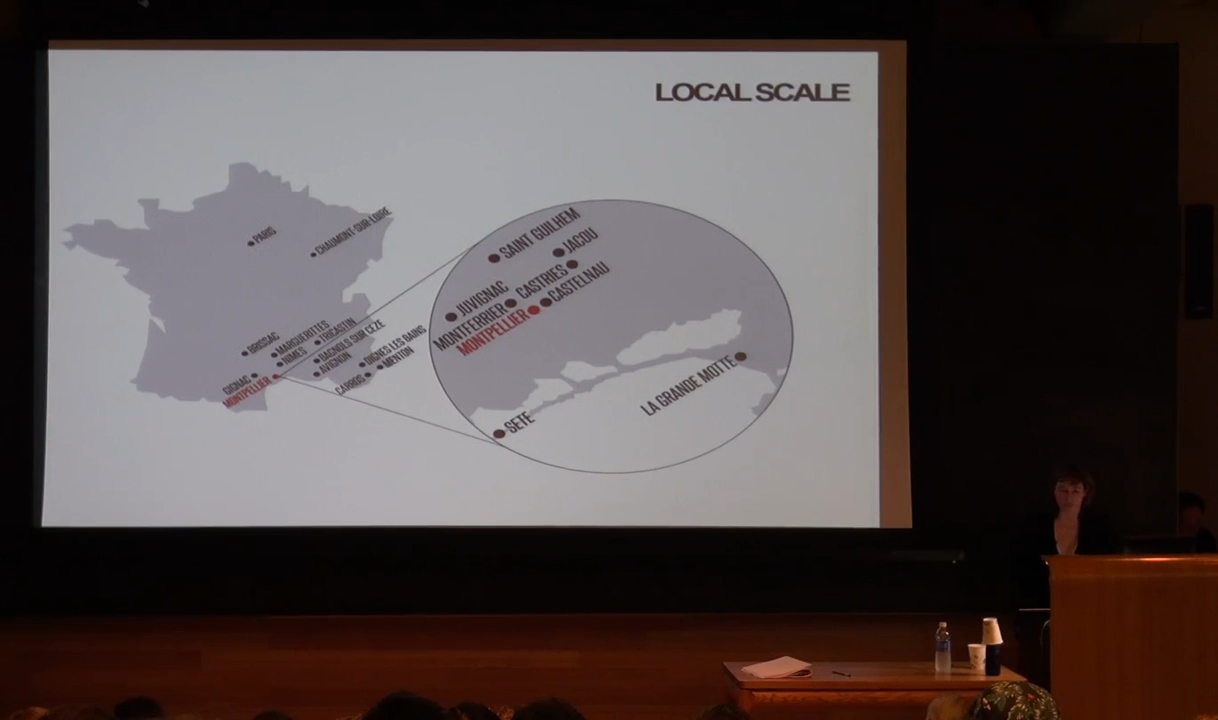 LOCAL SCALE
PARIS
CHAUMONT-SUR-LOIRE
BRISSAC
MARGUERITTES
NIMES
TRICASTIN
BAGNOLS SUR CÈZE
AVIGNON
DIGNES LES BAINS
MENTON
CARROS
GIGNAC
MONTPELLIER
SAINT GUILHEM
JACOU
CASTRIES
CASTELNAU
JUVIGNAC
MONTFERRIER
MONTPELLIER
LA GRANDE MOTTE
SETE